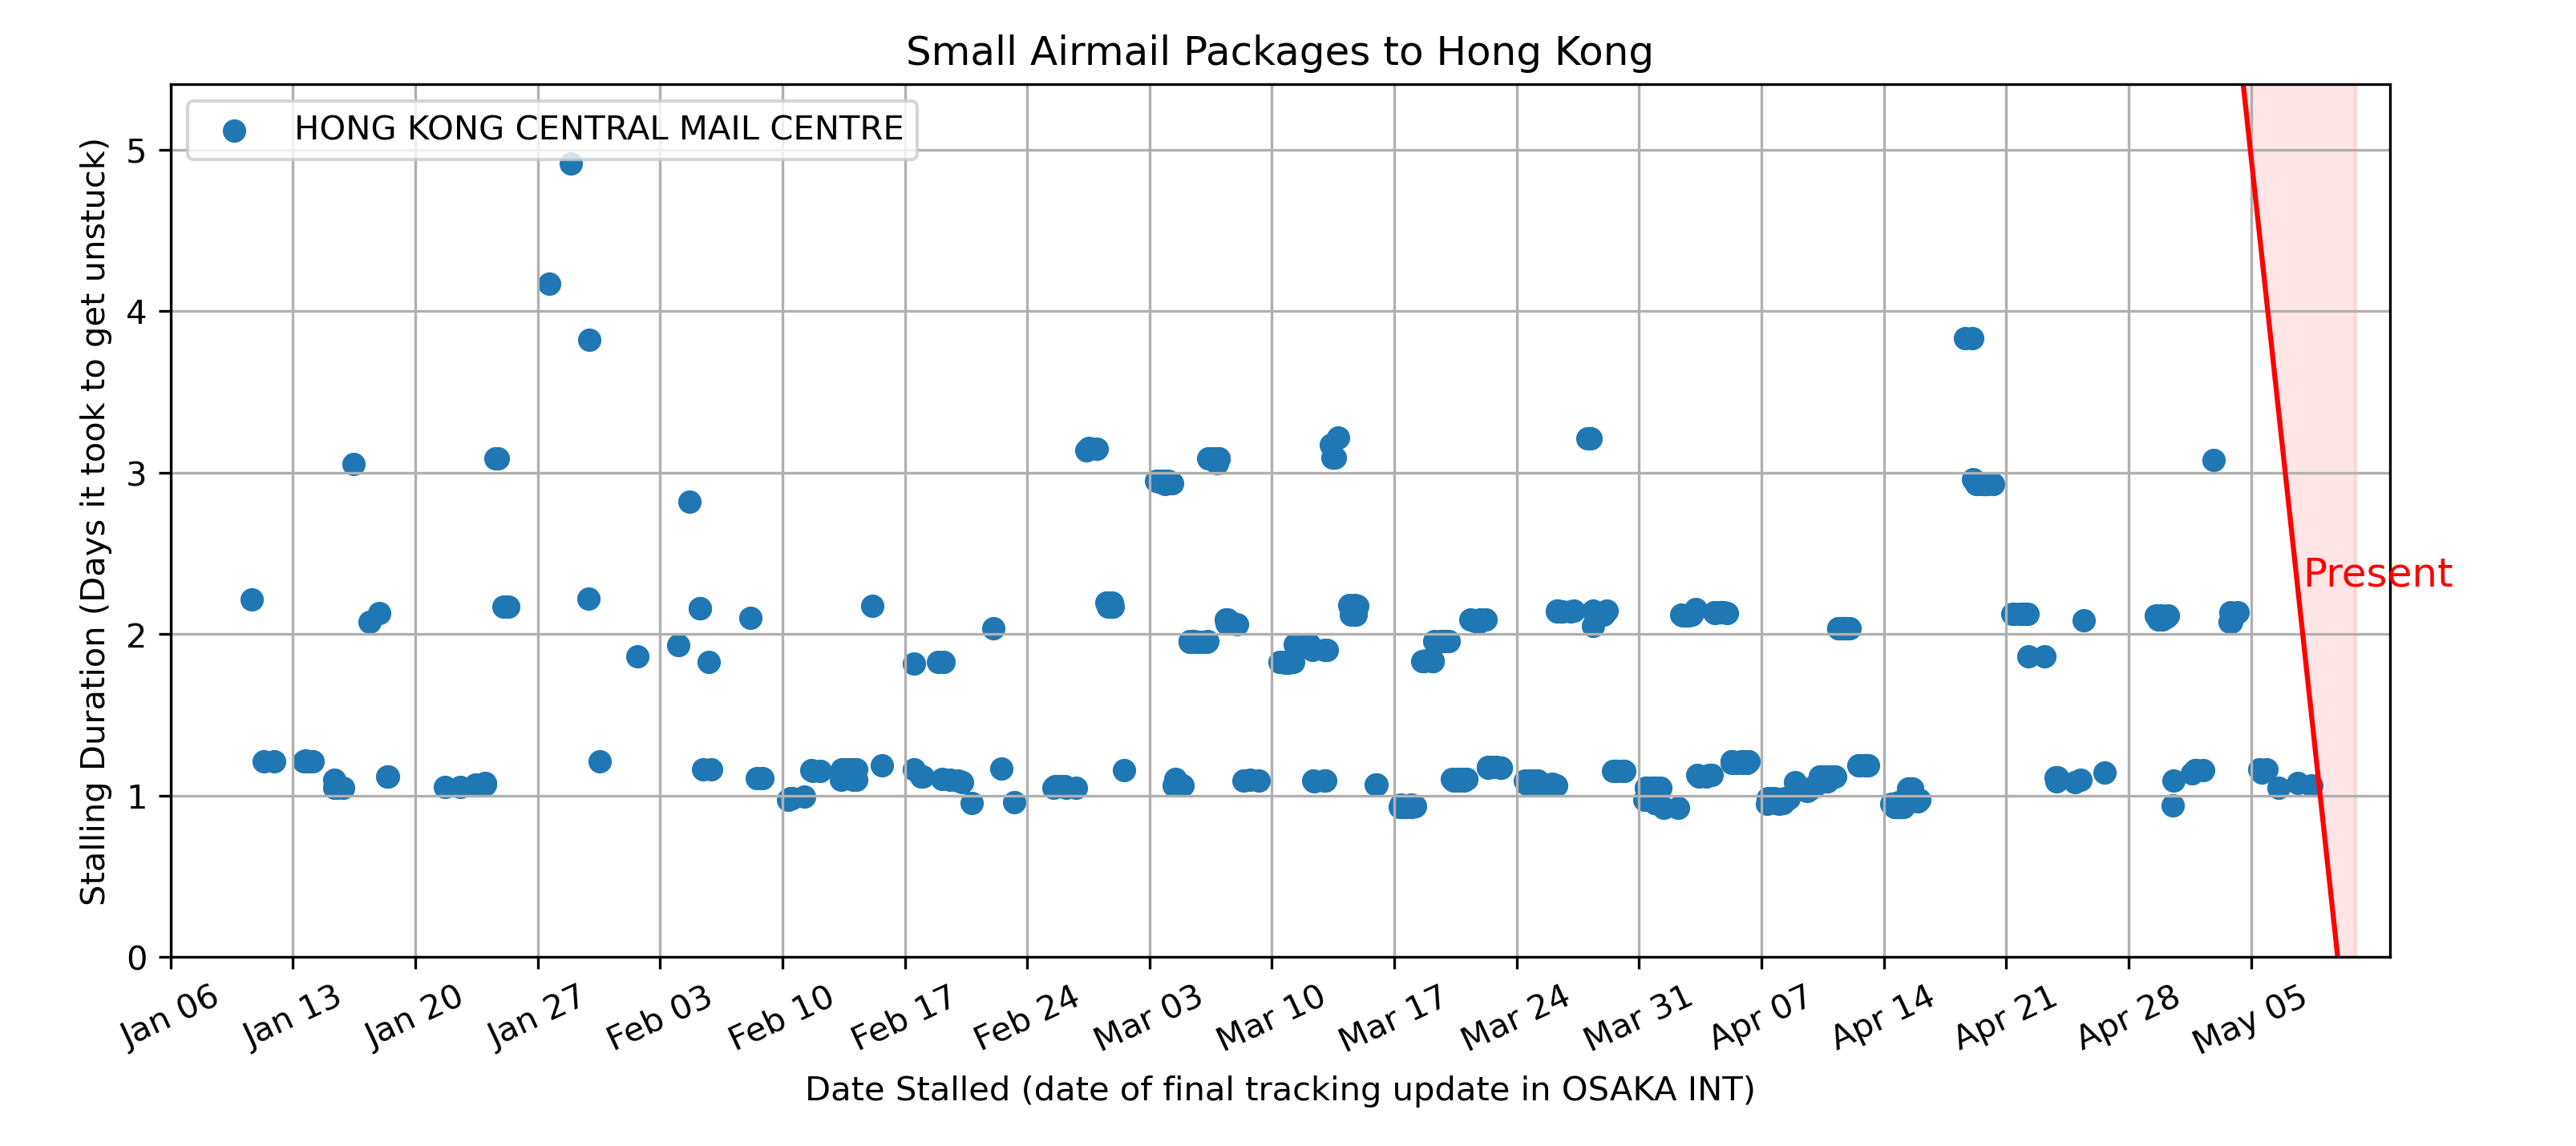 Small Airmail Packages to Hong Kong
HONG KONG CENTRAL MAIL CENTRE
Stalling Duration (Days it took to get unstuck)
5
4
3
2
1
0
Present
Jan 06
Jan 13
Jan 20
Jan 27
Feb 03
Feb 10
Feb 17
Feb 24
Mar 03
Mar 10
Mar 17
Mar 24
Mar 31
Apr 07
Apr 14
Apr 21
Apr 28
May 05
Date Stalled (date of final tracking update in OSAKA INT)